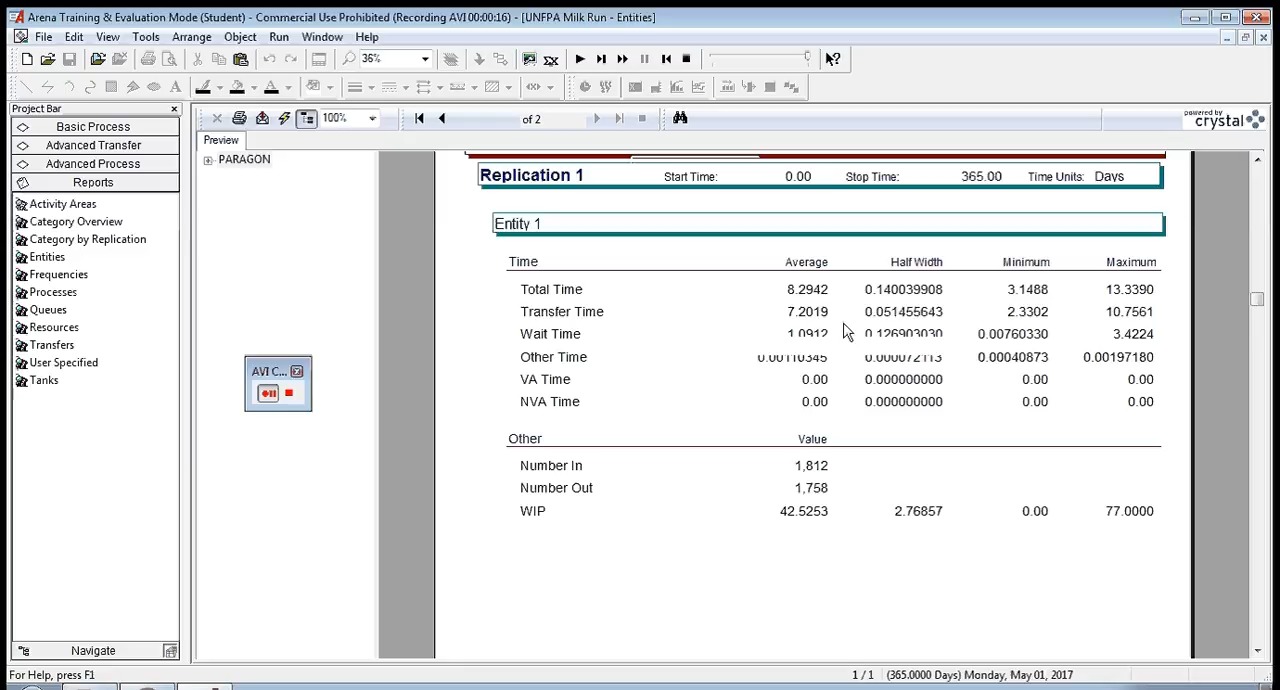 Arena Training & Evaluation Mode (Student) - Commercial Use Prohibited (Recording AVI 00:00:16) - [UNFPA Milk Run - Entities]
File Edit View Tools Arrange Object Run Window Help
36%
Project Bar
Basic Process
Advanced Transfer
Advanced Process
Reports
Activity Areas
Category Overview
Category by Replication
Entities
Frequencies
Processes
Queues
Resources
Transfers
User Specified
Tanks
Navigate
100% of 2 powered by crystal
Preview
PARAGON
AVI C...
Replication 1 Start Time: 0.00 Stop Time: 365.00 Time Units: Days
Entity 1
Time Average Half Width Minimum Maximum
Total Time 8.2942 0.140039908 3.1488 13.3390
Transfer Time 7.2019 0.051455643 2.3302 10.7561
Wait Time 1.0912 0.126903030 0.00760330 3.4224
Other Time 0.00110345 0.000072113 0.00040873 0.00197180
VA Time 0.00 0.000000000 0.00 0.00
NVA Time 0.00 0.000000000 0.00 0.00
Other Value
Number In 1,812
Number Out 1,758
WIP 42.5253 2.76857 0.00 77.0000
For Help, press F1 1 / 1 (365.0000 Days) Monday, May 01, 2017